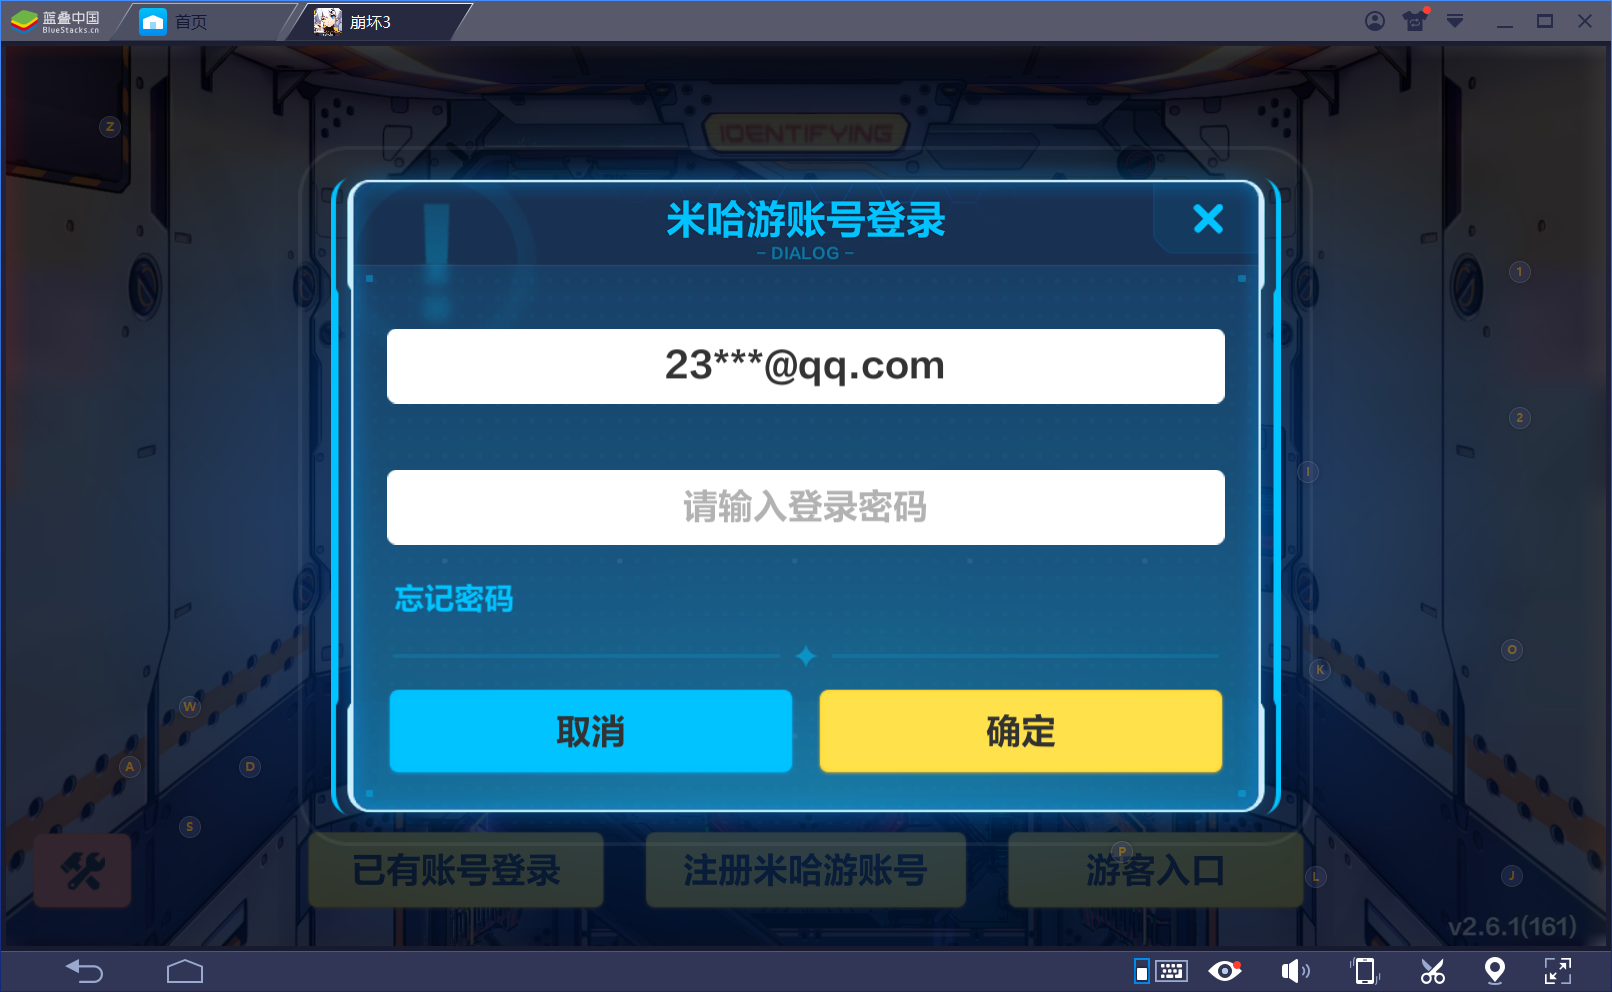 蓝叠中国
BlueStacks.cn
首页
崩坏3
IDENTIFYING
米哈游账号登录
– DIALOG –
23***@qq.com
请输入登录密码
忘记密码
取消
确定
已有账号登录
注册米哈游账号
游客入口
v2.6.1(161)
Z
1
2
I
O
K
W
A
D
S
P
L
J